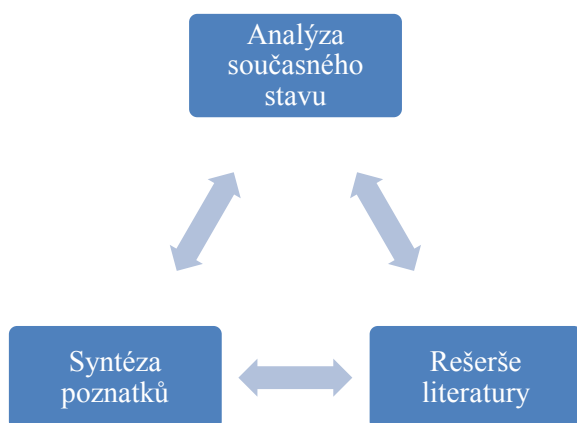 Analýza
současného
stavu
Syntéza
poznatků
Rešerše
literatury